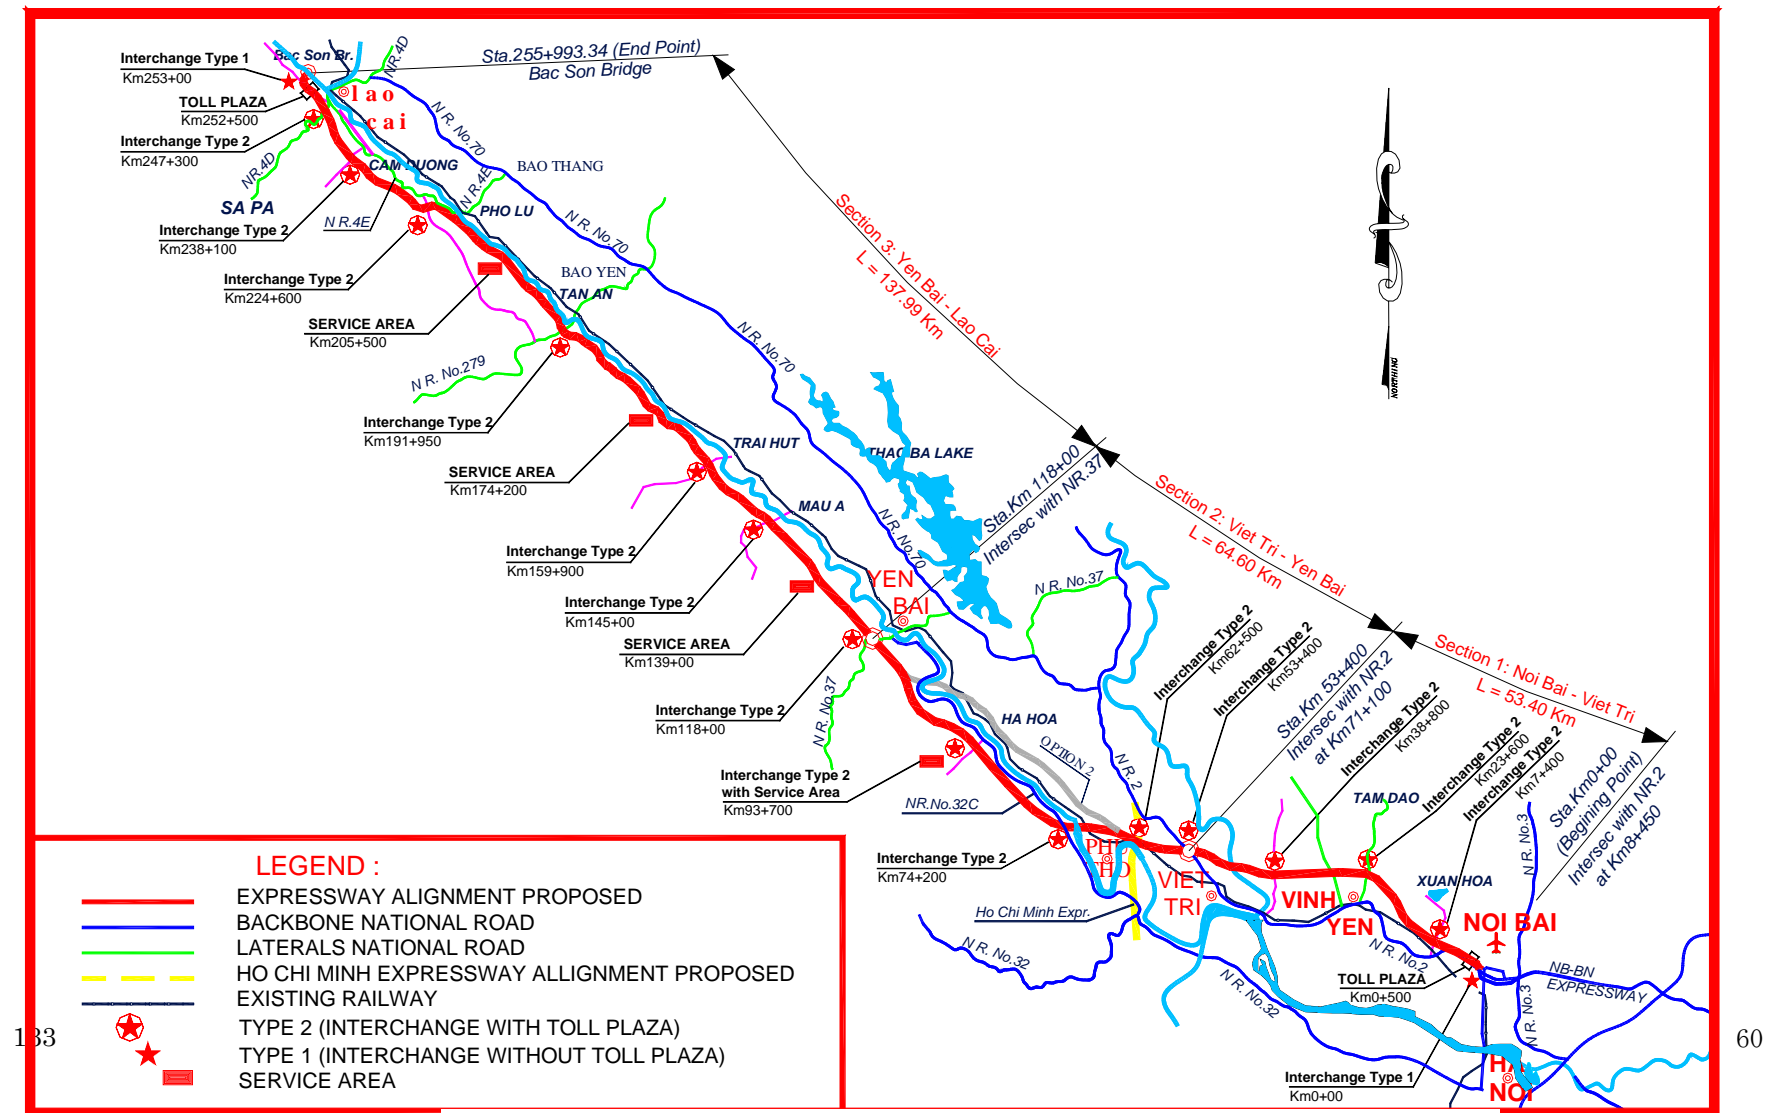 Interchange Type 1
Km253+00
Bac Son Br.
NR.4D
Sta.255+993.34 (End Point)
Bac Son Bridge
TOLL PLAZA
Km252+500
lao
cai
Interchange Type 2
Km247+300
N R. No.70
NR.4D
CAM DUONG
BAO THANG
N R.4E
SA PA
PHO LU
N R.4E
Interchange Type 2
Km238+100
N R. No.70
Section 3: Yen Bai - Lao Cai
L = 137.99 Km
Interchange Type 2
Km224+600
BAO YEN
TAN AN
SERVICE AREA
Km205+500
N R. No.70
N R. No.279
Interchange Type 2
Km191+950
TRAI HUT
THAC BA LAKE
SERVICE AREA
Km174+200
Sta.Km 118+00
Intersec with NR.37
MAU A
N R. No.70
Section 2: Viet Tri - Yen Bai
L = 64.60 Km
Interchange Type 2
Km159+900
YEN
BAI
N R. No.37
Interchange Type 2
Km145+00
SERVICE AREA
Km139+00
Interchange Type 2
Km62+500
Interchange Type 2
Km53+400
Sta.Km 53+400
Intersec with NR.2
at Km71+100
Section 1: Noi Bai - Viet Tri
L = 53.40 Km
Interchange Type 2
Km118+00
N R. No.37
HA HOA
OPTION 2
N R. 2
Interchange Type 2
Km38+800
Interchange Type 2
Km23+600
Interchange Type 2
Km7+400
Sta.Km0+00
(Begining Point)
Intersec with NR.2
at Km8+450
Interchange Type 2
with Service Area
Km93+700
NR.No.32C
TAM DAO
N R. No.3
Interchange Type 2
Km74+200
PHU
THO
VIET
TRI
VINH
YEN
XUAN HOA
NOI BAI
Ho Chi Minh Expr.
N R. No.32
N R. No.2
N R. No.32
TOLL PLAZA
Km0+500
NB-BN
EXPRESSWAY
N R. No.3
Interchange Type 1
Km0+00
HA
NOI
LEGEND :
EXPRESSWAY ALIGNMENT PROPOSED
BACKBONE NATIONAL ROAD
LATERALS NATIONAL ROAD
HO CHI MINH EXPRESSWAY ALLIGNMENT PROPOSED
EXISTING RAILWAY
TYPE 2 (INTERCHANGE WITH TOLL PLAZA)
TYPE 1 (INTERCHANGE WITHOUT TOLL PLAZA)
SERVICE AREA
133
60